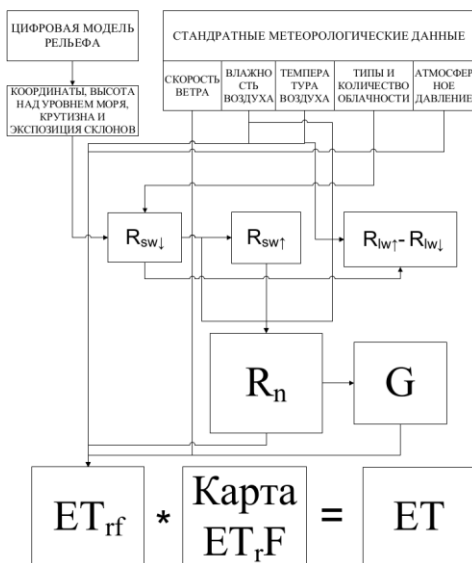 ЦИФРОВАЯ МОДЕЛЬ
РЕЛЬЕФА
СТАНДРАТНЫЕ МЕТЕОРОЛОГИЧЕСКИЕ ДАННЫЕ
КООРДИНАТЫ, ВЫСОТА
НАД УРОВНЕМ МОРЯ,
КРУТИЗНА И
ЭКСПОЗИЦИЯ СКЛОНОВ
СКОРОСТЬ
ВЕТРА
ВЛАЖНО
СТЬ
ВОЗДУХА
ТЕМПЕРА
ТУРА
ВОЗДУХА
ТИПЫ И
КОЛИЧЕСТВО
ОБЛАЧНОСТИ
АТМОСФЕР
НОЕ
ДАВЛЕНИЕ
Rsw↓
Rsw↑
Rlw↑- Rlw↓
Rn
G
ETrf
*
Карта
ETrF
=
ET